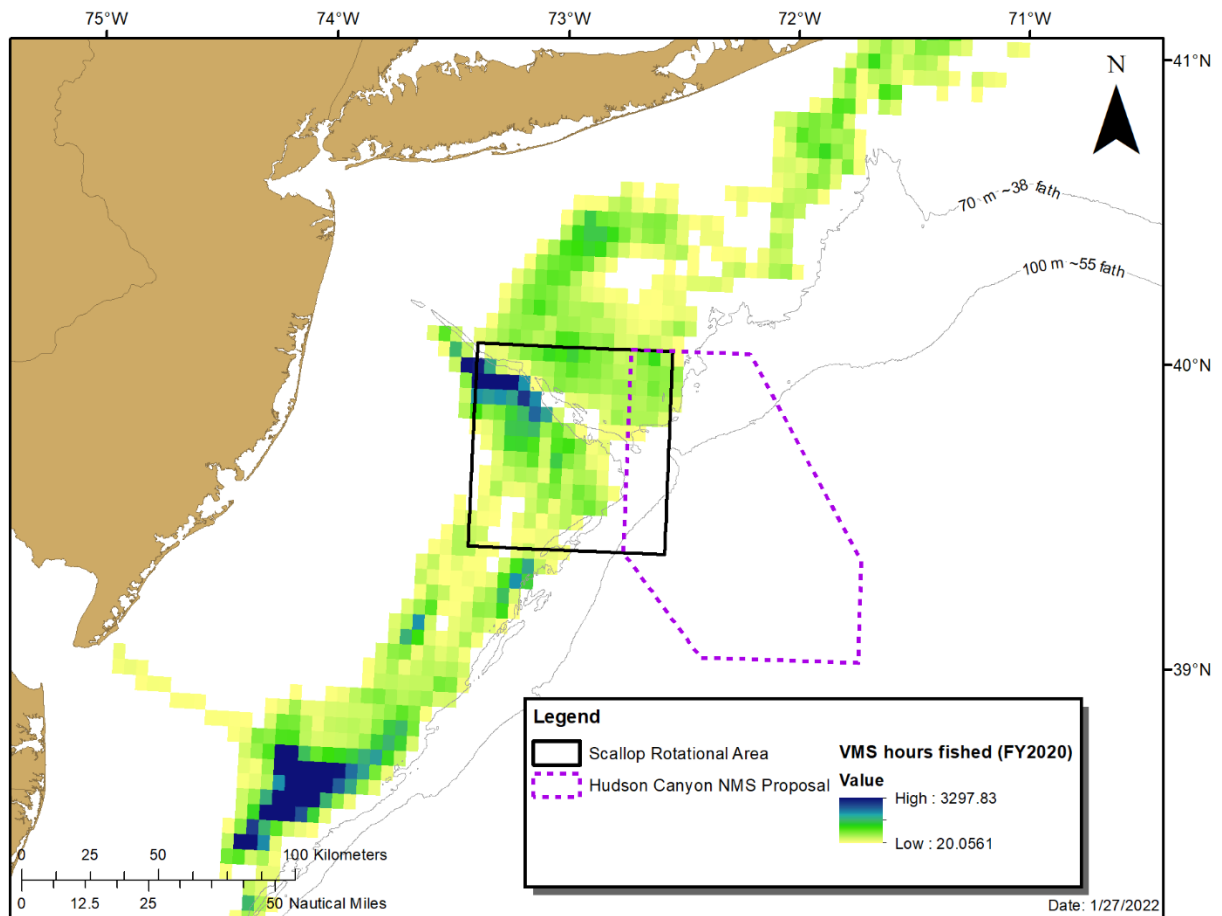 75°W 74°W 73°W 72°W 71°W
41°N
N
70 m ~38 fath
100 m ~55 fath
40°N
39°N
Legend
Scallop Rotational Area
Hudson Canyon NMS Proposal
VMS hours fished (FY2020)
Value
High : 3297.83
Low : 20.0561
0 25 50 100 Kilometers
0 12.5 25 50 Nautical Miles
Date: 1/27/2022